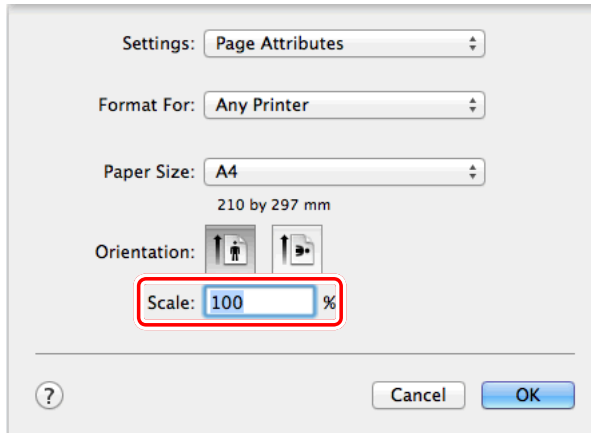 Settings: Page Attributes
Format For: Any Printer
Paper Size: A4
210 by 297 mm
Orientation:
Scale: 100 %
? Cancel OK